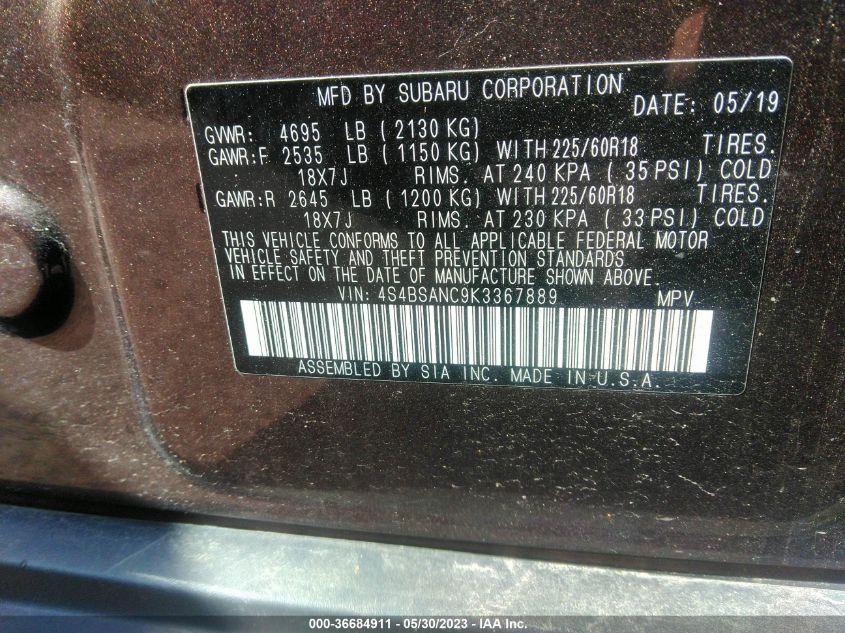 MFD BY SUBARU CORPORATION DATE: 05/19
GVWR: 4695 LB (2130 KG)
GAWR:F 2535 LB (1150 KG) WITH 225/60R18 TIRES.
18X7J RIMS. AT 240 KPA (35 PSI) COLD
GAWR:R 2645 LB (1200 KG) WITH 225/60R18 TIRES.
18X7J RIMS. AT 230 KPA (33 PSI) COLD
THIS VEHICLE CONFORMS TO ALL APPLICABLE FEDERAL MOTOR
VEHICLE SAFETY AND THEFT PREVENTION STANDARDS
IN EFFECT ON THE DATE OF MANUFACTURE SHOWN ABOVE.
VIN: 4S4BSANC9K3367889 MPV
ASSEMBLED BY SIA INC. MADE IN U.S.A.
000-36684911 - 05/30/2023 - IAA Inc.